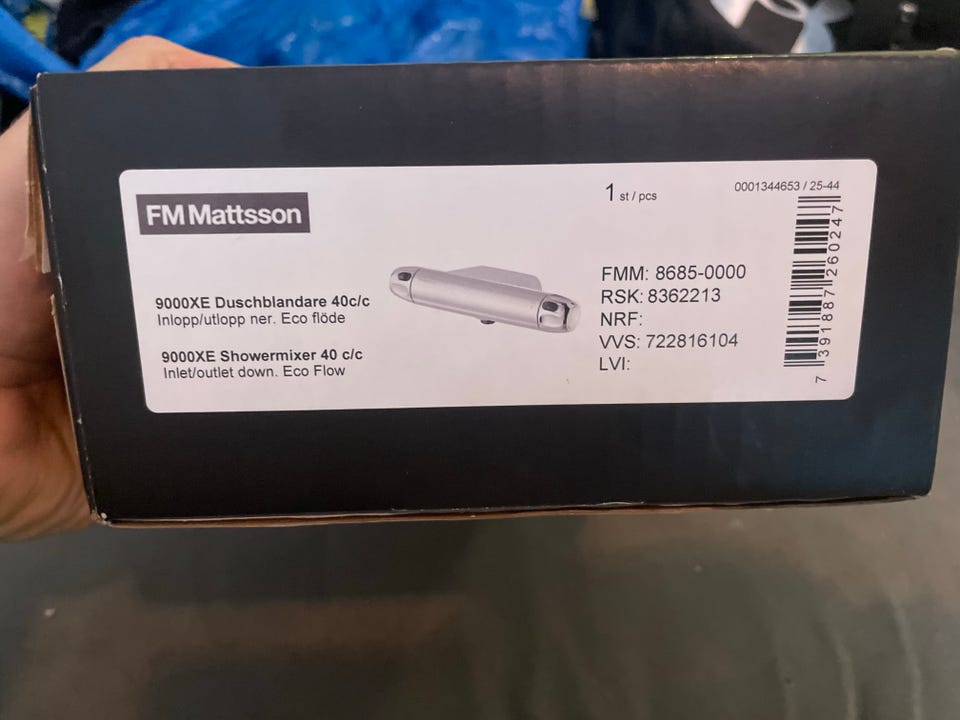 FM Mattsson
1 st / pcs
0001344653 / 25-44
9000XE Duschblandare 40c/c
Inlopp/utlopp ner. Eco flöde
9000XE Showermixer 40 c/c
Inlet/outlet down. Eco Flow
FMM: 8685-0000
RSK: 8362213
NRF:
VVS: 722816104
LVI:
7 391887 260247